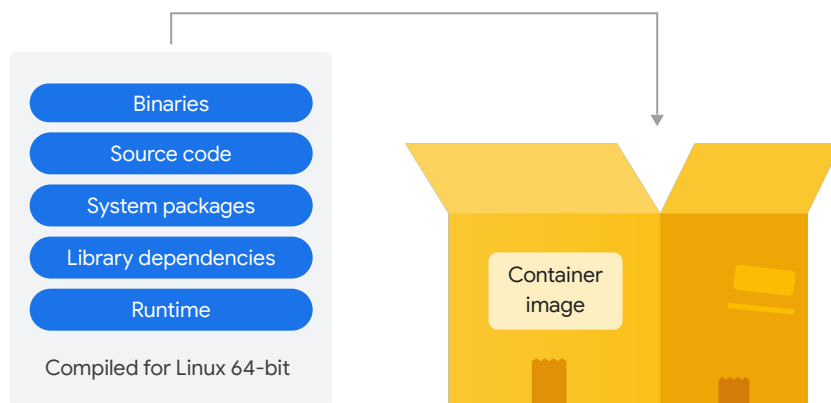 Binaries
Source code
System packages
Library dependencies
Runtime
Compiled for Linux 64-bit
Container
image